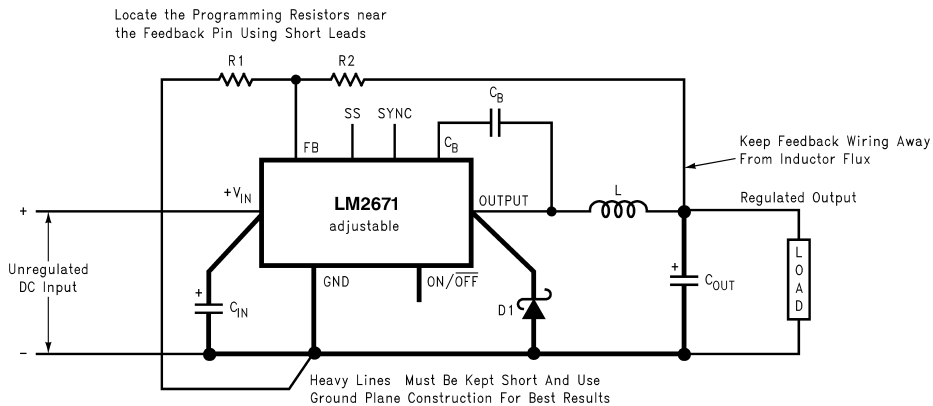 Locate the Programming Resistors near
the Feedback Pin Using Short Leads
R1
R2
C_B
SS
SYNC
FB
C_B
Keep Feedback Wiring Away
From Inductor Flux
+V_IN
LM2671
adjustable
OUTPUT
L
Regulated Output
+
Unregulated
DC Input
−
+
C_IN
GND
ON/O̅F̅F̅
D1
+
C_OUT
LOAD
Heavy Lines Must Be Kept Short And Use
Ground Plane Construction For Best Results